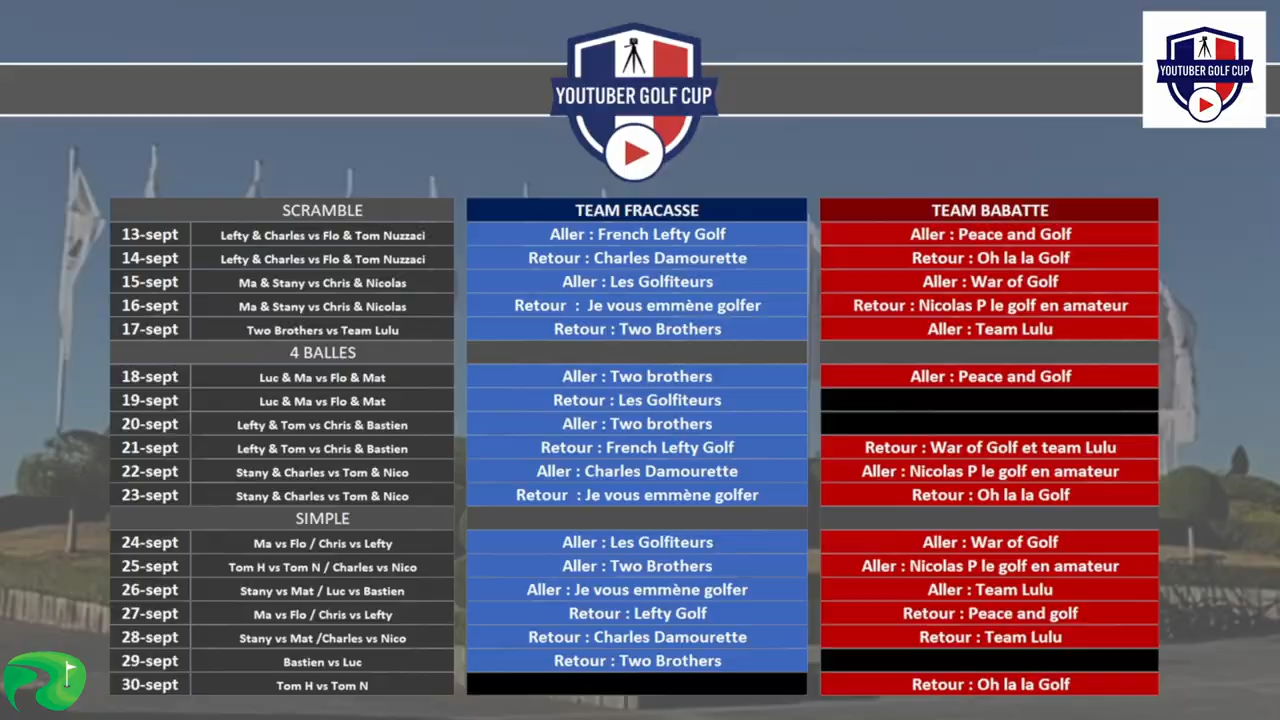 YOUTUBER GOLF CUP
YOUTUBER GOLF CUP
SCRAMBLE TEAM FRACASSE TEAM BABATTE
13-sept Lefty & Charles vs Flo & Tom Nuzzaci Aller : French Lefty Golf Aller : Peace and Golf
14-sept Lefty & Charles vs Flo & Tom Nuzzaci Retour : Charles Damourette Retour : Oh la la Golf
15-sept Ma & Stany vs Chris & Nicolas Aller : Les Golfiteurs Aller : War of Golf
16-sept Ma & Stany vs Chris & Nicolas Retour : Je vous emmène golfer Retour : Nicolas P le golf en amateur
17-sept Two Brothers vs Team Lulu Retour : Two Brothers Aller : Team Lulu
4 BALLES
18-sept Luc & Ma vs Flo & Mat Aller : Two brothers Aller : Peace and Golf
19-sept Luc & Ma vs Flo & Mat Retour : Les Golfiteurs
20-sept Lefty & Tom vs Chris & Bastien Aller : Two brothers
21-sept Lefty & Tom vs Chris & Bastien Retour : French Lefty Golf Retour : War of Golf et team Lulu
22-sept Stany & Charles vs Tom & Nico Aller : Charles Damourette Aller : Nicolas P le golf en amateur
23-sept Stany & Charles vs Tom & Nico Retour : Je vous emmène golfer Retour : Oh la la Golf
SIMPLE
24-sept Ma vs Flo / Chris vs Lefty Aller : Les Golfiteurs Aller : War of Golf
25-sept Tom H vs Tom N / Charles vs Nico Aller : Two Brothers Aller : Nicolas P le golf en amateur
26-sept Stany vs Mat / Luc vs Bastien Aller : Je vous emmène golfer Aller : Team Lulu
27-sept Ma vs Flo / Chris vs Lefty Retour : Lefty Golf Retour : Peace and golf
28-sept Stany vs Mat /Charles vs Nico Retour : Charles Damourette Retour : Team Lulu
29-sept Bastien vs Luc Retour : Two Brothers
30-sept Tom H vs Tom N Retour : Oh la la Golf